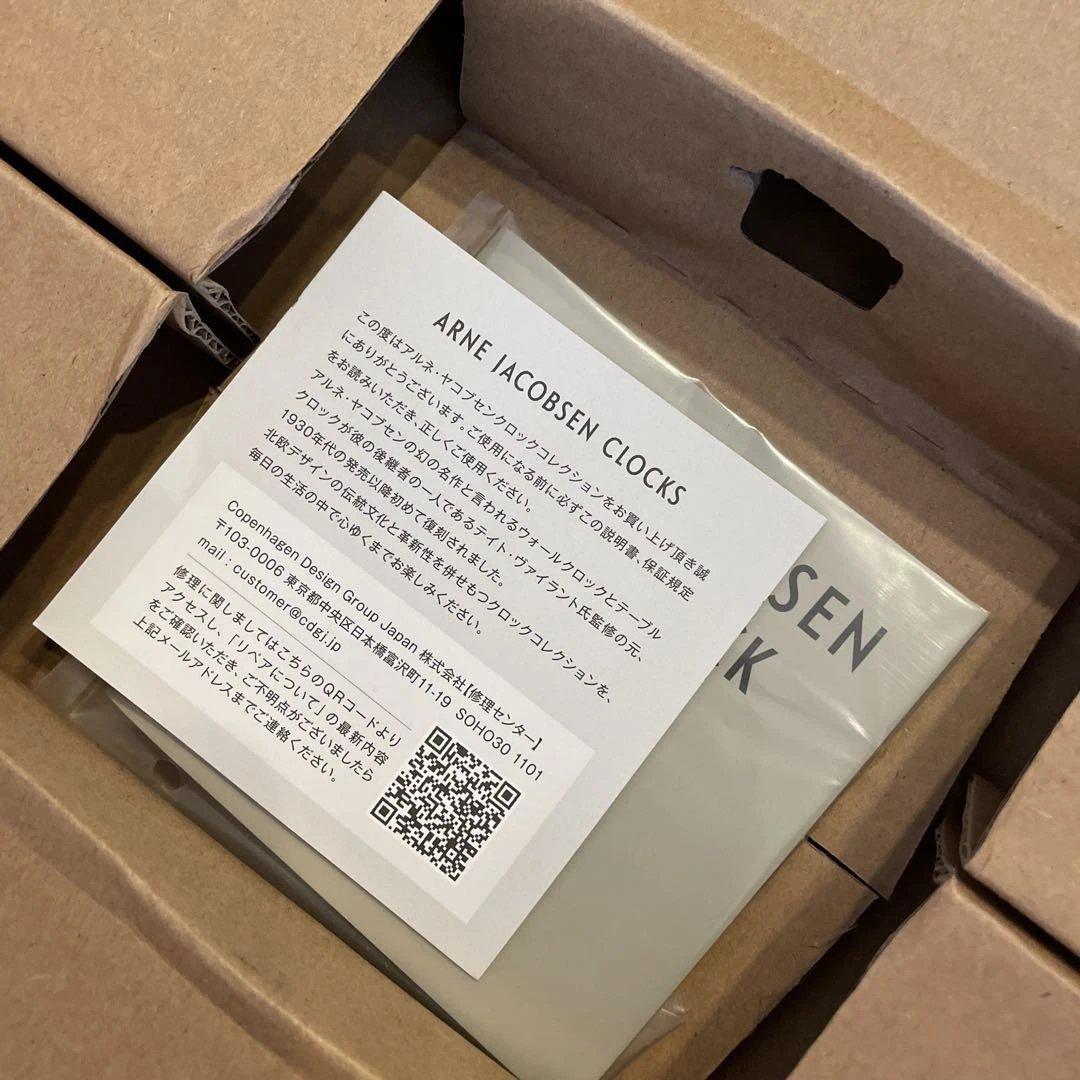 ARNE JACOBSEN CLOCKS
この度はアルネ・ヤコブセンクロックコレクションをお買い上げ頂き誠
にありがとうございます。ご使用になる前に必ずこの説明書、保証規定
をお読みいただき、正しくご使用ください。
アルネ・ヤコブセンの幻の名作と言われるウォールクロックとテーブル
クロックが彼の後継者の一人であるテイト・ヴァイラント氏監修の元、
1930年代の発売以降初めて復刻されました。
北欧デザインの伝統文化と革新性を併せもつクロックコレクションを、
毎日の生活の中で心ゆくまでお楽しみください。
Copenhagen Design Group Japan 株式会社【修理センター】
〒103-0006 東京都中央区日本橋富沢町11-19 SOHO30 1101
mail : customer@cdgj.jp
修理に関しましてはこちらのQRコードより
アクセスし、「リペアについて」の最新内容
をご確認いただき、ご不明点がございましたら
上記メールアドレスまでご連絡ください。
SEN
K